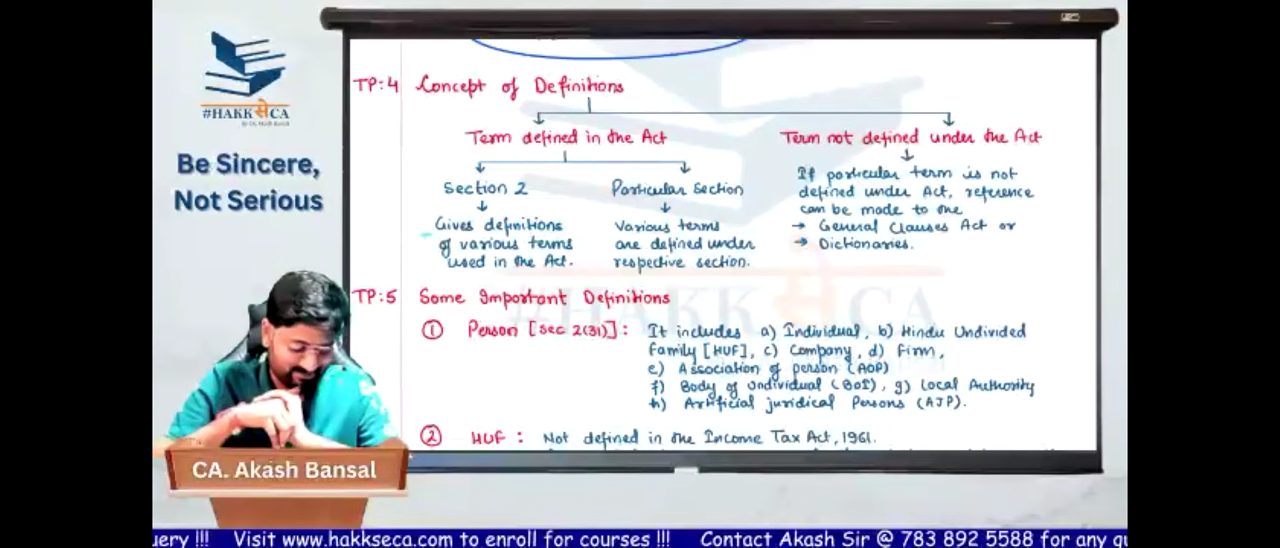 #HAKKसेCA
Be Sincere,
Not Serious
TP:4 Concept of Definitions
Term defined in the Act
Term not defined under the Act
Section 2
Particular Section
Gives definitions
of various terms
used in the Act.
Various terms
are defined under
respective section.
If particular term is not
defined under Act, reference
can be made to the
→ General Clauses Act or
→ Dictionaries.
TP:5 Some Important Definitions
① Person [Sec 2(31)] : It includes a) Individual, b) Hindu Undivided
Family [HUF], c) Company, d) Firm,
e) Association of person (AOP)
f) Body of Individual (BOI), g) Local Authority
h) Artificial juridical Persons (AJP).
② HUF : Not defined in the Income Tax Act, 1961.
#HAKKसेCA
CA. Akash Bansal
uery !!! Visit www.hakkseca.com to enroll for courses !!! Contact Akash Sir @ 783 892 5588 for any qu